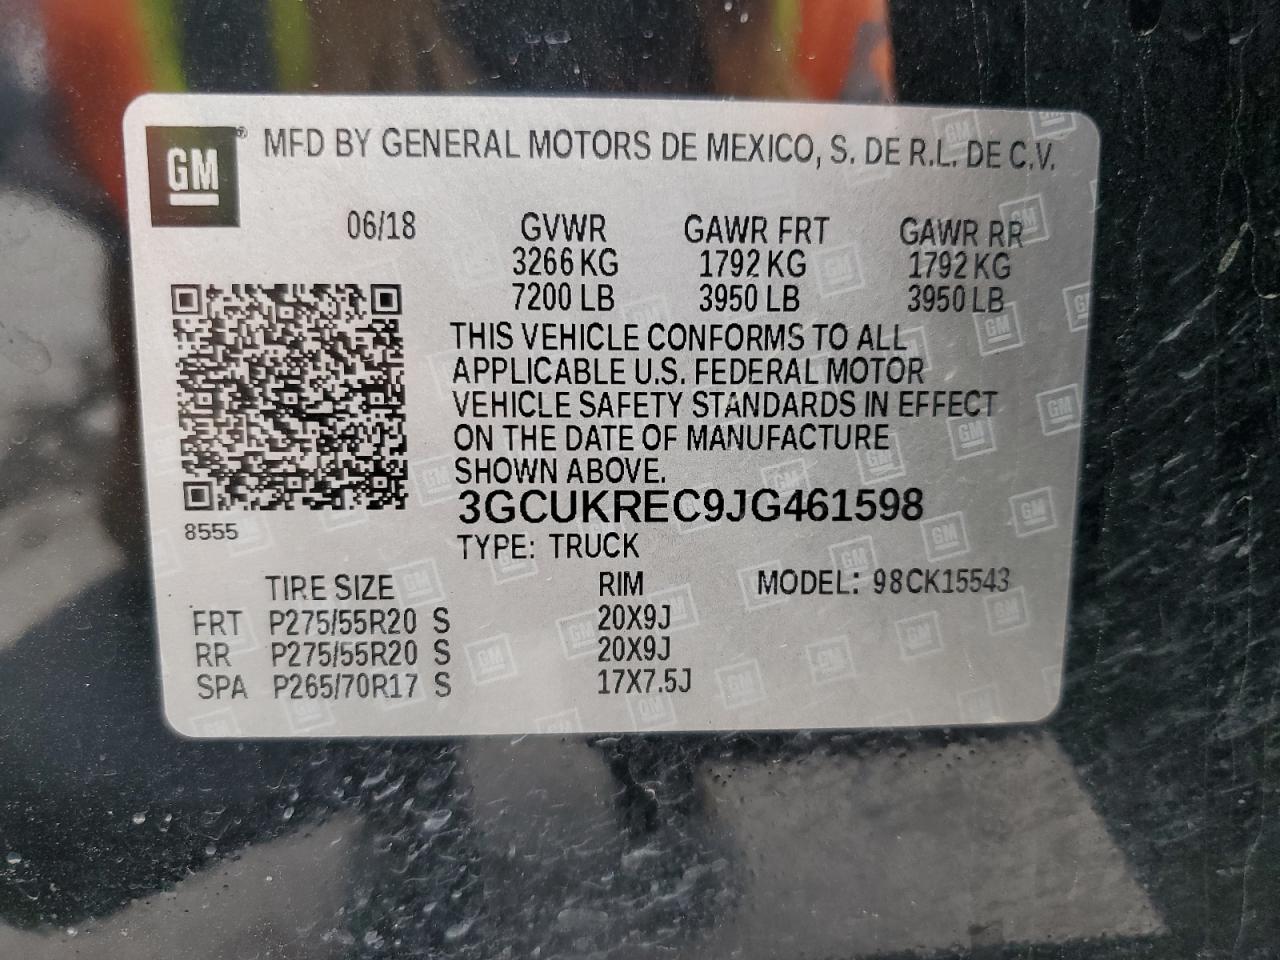 GM ® MFD BY GENERAL MOTORS DE MEXICO, S. DE R.L. DE C.V.
06/18 GVWR GAWR FRT GAWR RR
3266 KG 1792 KG 1792 KG
7200 LB 3950 LB 3950 LB
THIS VEHICLE CONFORMS TO ALL
APPLICABLE U.S. FEDERAL MOTOR
VEHICLE SAFETY STANDARDS IN EFFECT
ON THE DATE OF MANUFACTURE
SHOWN ABOVE.
3GCUKREC9JG461598
8555
TYPE: TRUCK
TIRE SIZE RIM MODEL: 98CK15543
FRT P275/55R20 S 20X9J
RR P275/55R20 S 20X9J
SPA P265/70R17 S 17X7.5J